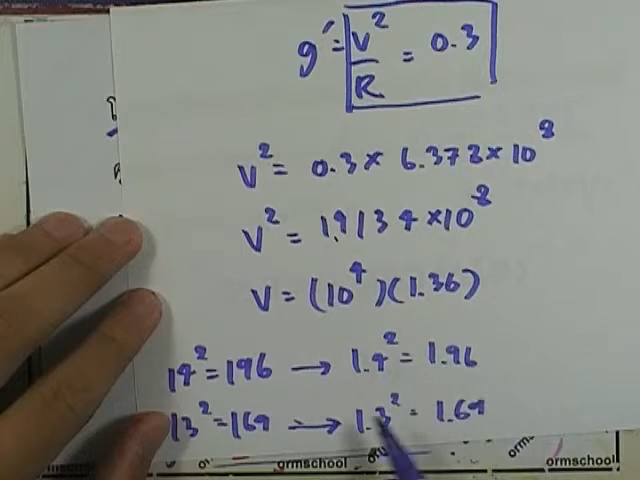 g' = V²/R = 0.3
V² = 0.3 × 6.378 × 10⁸
V² = 1.9134 × 10⁸
V = (10⁴)(1.36)
14² = 196 → 1.4² = 1.96
13² = 169 → 1.3² = 1.69
ormschool ormschool